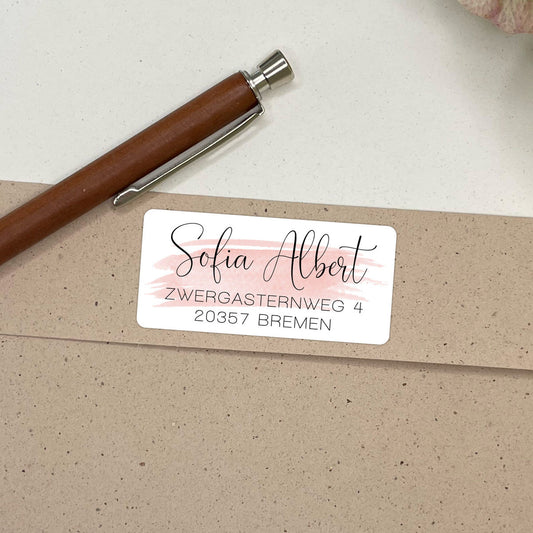 Sofia Albert
ZWERGASTERNWEG 4
20357 BREMEN